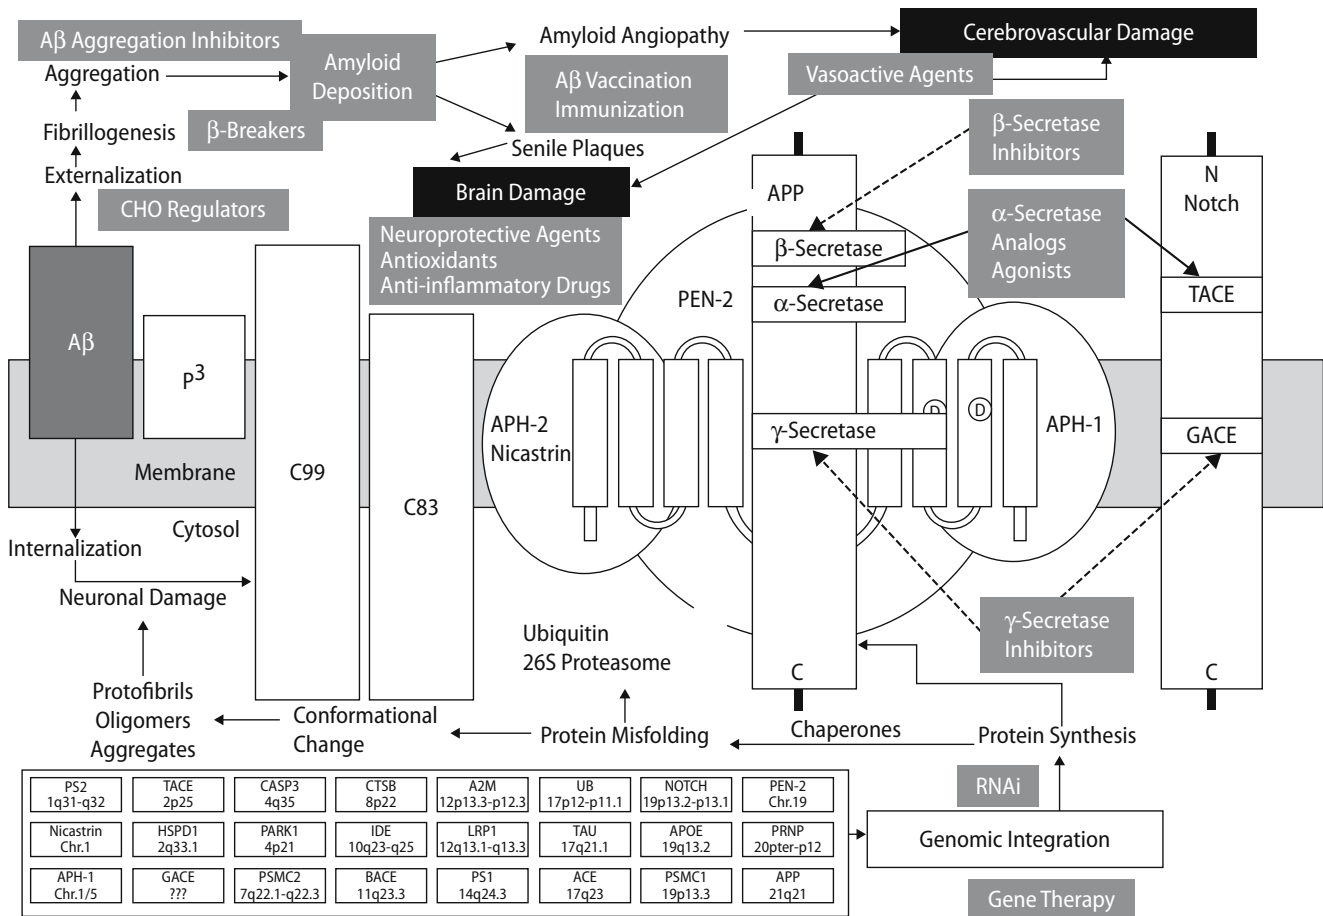 Aβ Aggregation Inhibitors
Aggregation
Amyloid
Deposition
Amyloid Angiopathy
Cerebrovascular Damage
Vasoactive Agents
Aβ Vaccination
Immunization
Fibrillogenesis
β-Breakers
Senile Plaques
Externalization
CHO Regulators
Brain Damage
Neuroprotective Agents
Antioxidants
Anti-inflammatory Drugs
β-Secretase
Inhibitors
α-Secretase
Analogs
Agonists
APP
β-Secretase
α-Secretase
PEN-2
N
Notch
TACE
Aβ
P3
C99
C83
APH-2
Nicastrin
γ-Secretase
D
D
APH-1
GACE
Membrane
Cytosol
Internalization
Neuronal Damage
γ-Secretase
Inhibitors
Ubiquitin
26S Proteasome
C
C
Protofibrils
Oligomers
Aggregates
Conformational
Change
Protein Misfolding
Chaperones
Protein Synthesis
RNAi
Genomic Integration
Gene Therapy
PS2
1q31-q32
TACE
2p25
CASP3
4q35
CTSB
8p22
A2M
12p13.3-p12.3
UB
17p12-p11.1
NOTCH
19p13.2-p13.1
PEN-2
Chr.19
Nicastrin
Chr.1
HSPD1
2q33.1
PARK1
4p21
IDE
10q23-q25
LRP1
12q13.1-q13.3
TAU
17q21.1
APOE
19q13.2
PRNP
20pter-p12
APH-1
Chr.1/5
GACE
???
PSMC2
7q22.1-q22.3
BACE
11q23.3
PS1
14q24.3
ACE
17q23
PSMC1
19p13.3
APP
21q21